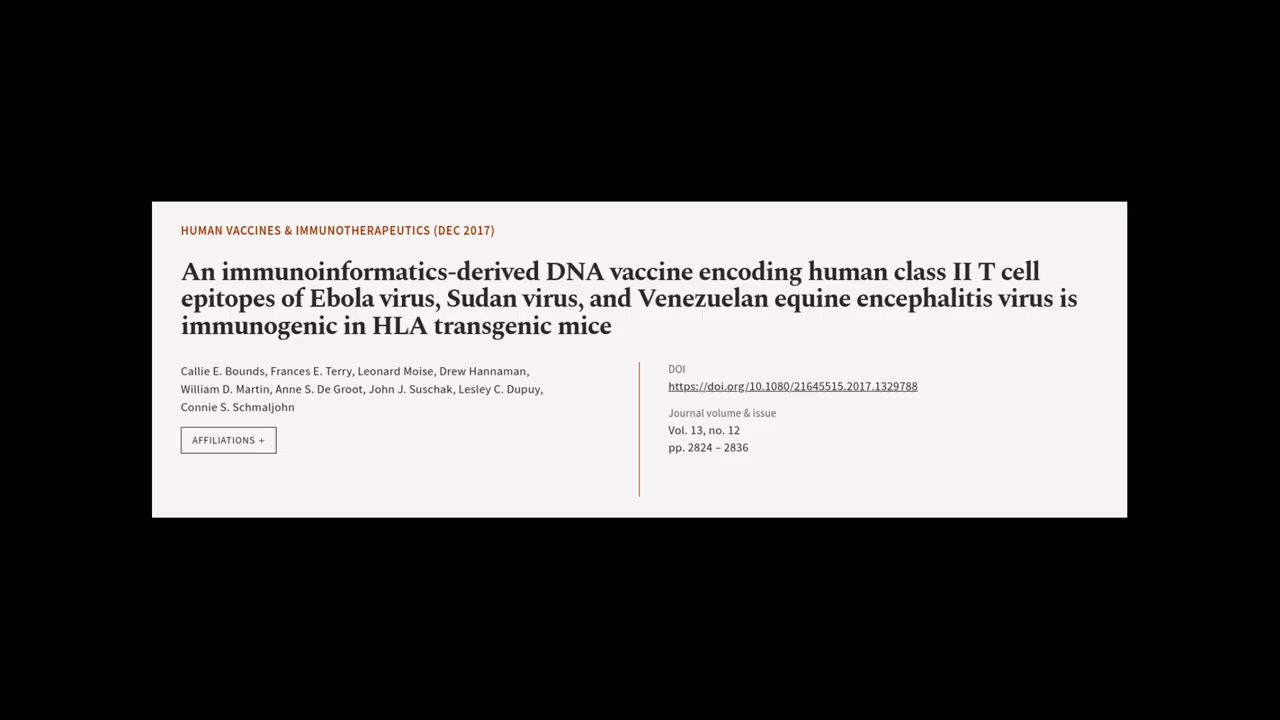 HUMAN VACCINES & IMMUNOTHERAPEUTICS (DEC 2017)
An immunoinformatics-derived DNA vaccine encoding human class II T cell
epitopes of Ebola virus, Sudan virus, and Venezuelan equine encephalitis virus is
immunogenic in HLA transgenic mice
Callie E. Bounds, Frances E. Terry, Leonard Moise, Drew Hannaman,
William D. Martin, Anne S. De Groot, John J. Suschak, Lesley C. Dupuy,
Connie S. Schmaljohn
AFFILIATIONS +
DOI
https://doi.org/10.1080/21645515.2017.1329788
Journal volume & issue
Vol. 13, no. 12
pp. 2824 – 2836